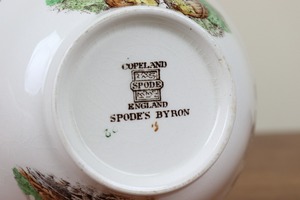 COPELAND
SPODE
ENGLAND
SPODE'S BYRON